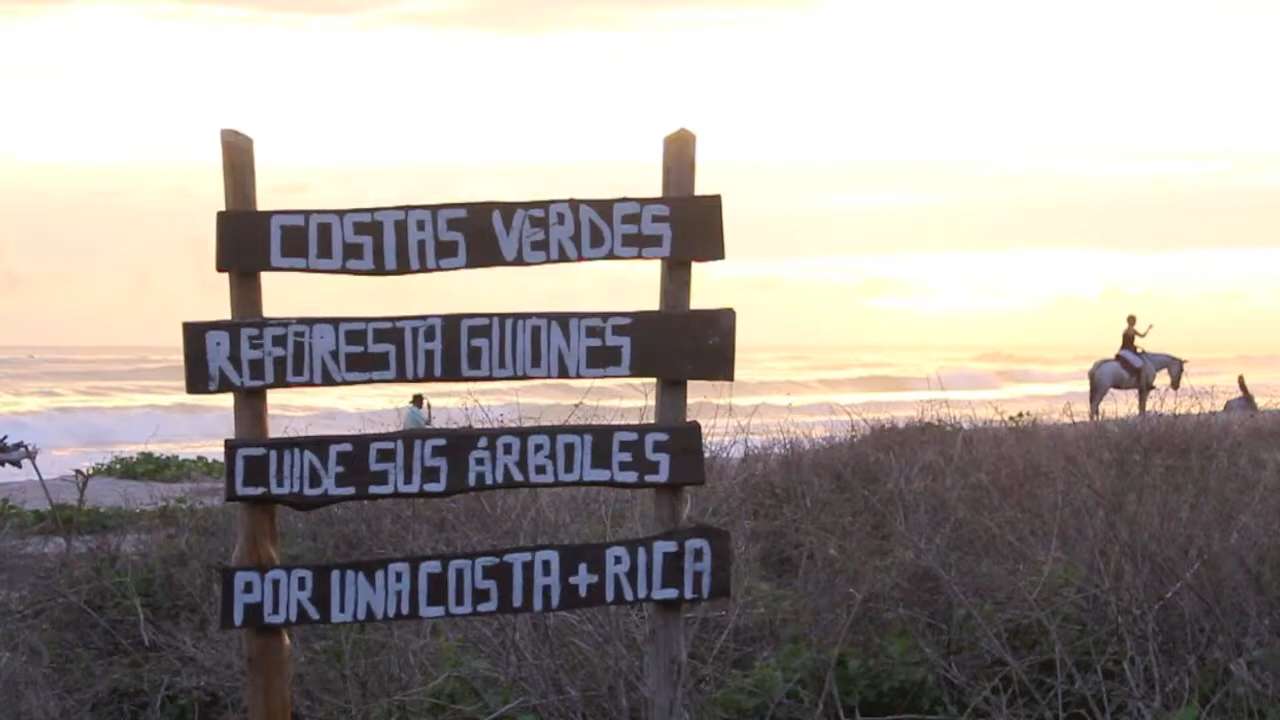 COSTAS VERDES
REFORESTA GUIONES
CUIDE SUS ÁRBOLES
POR UNA COSTA + RICA